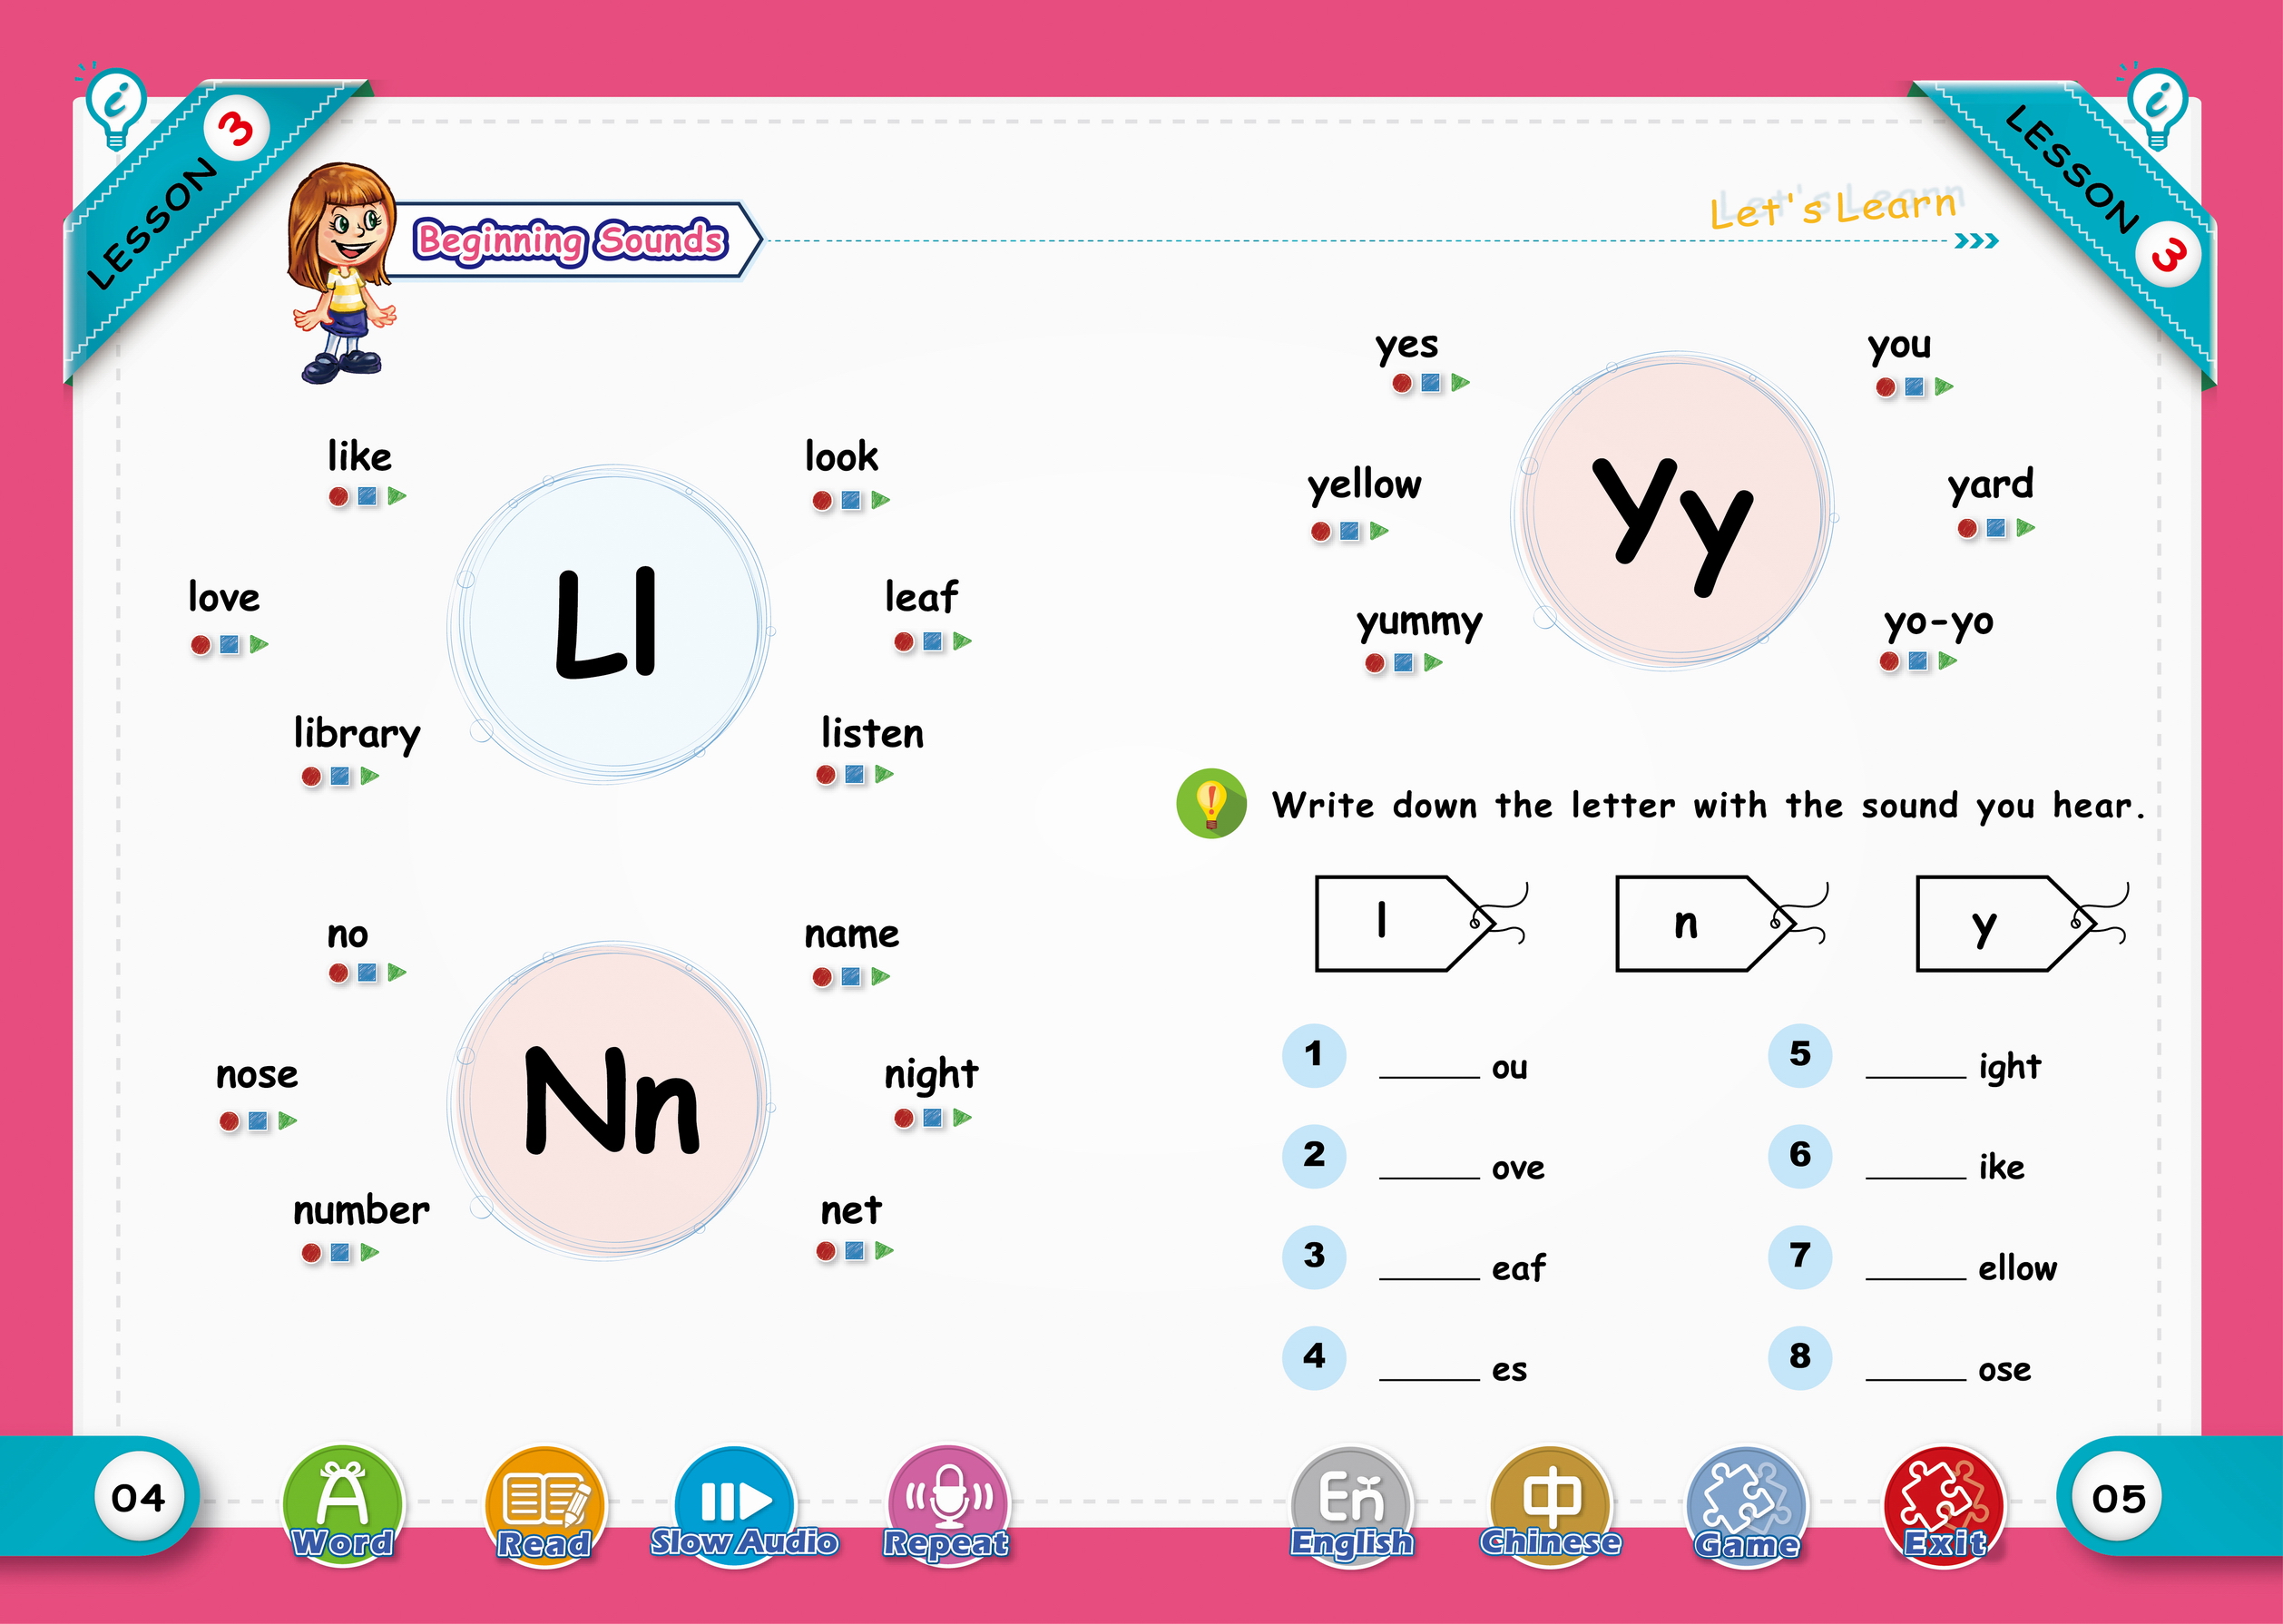 LESSON 3
Beginning Sounds
like
look
love
Ll
leaf
library
listen
no
name
nose
Nn
night
number
net
04
Word
Read
Slow Audio
Repeat
LESSON 3
Let's Learn
yes
you
yellow
Yy
yard
yummy
yo-yo
Write down the letter with the sound you hear.
l
n
y
1 _____ ou
2 _____ ove
3 _____ eaf
4 _____ es
5 _____ ight
6 _____ ike
7 _____ ellow
8 _____ ose
En
English
中
Chinese
Game
Exit
05